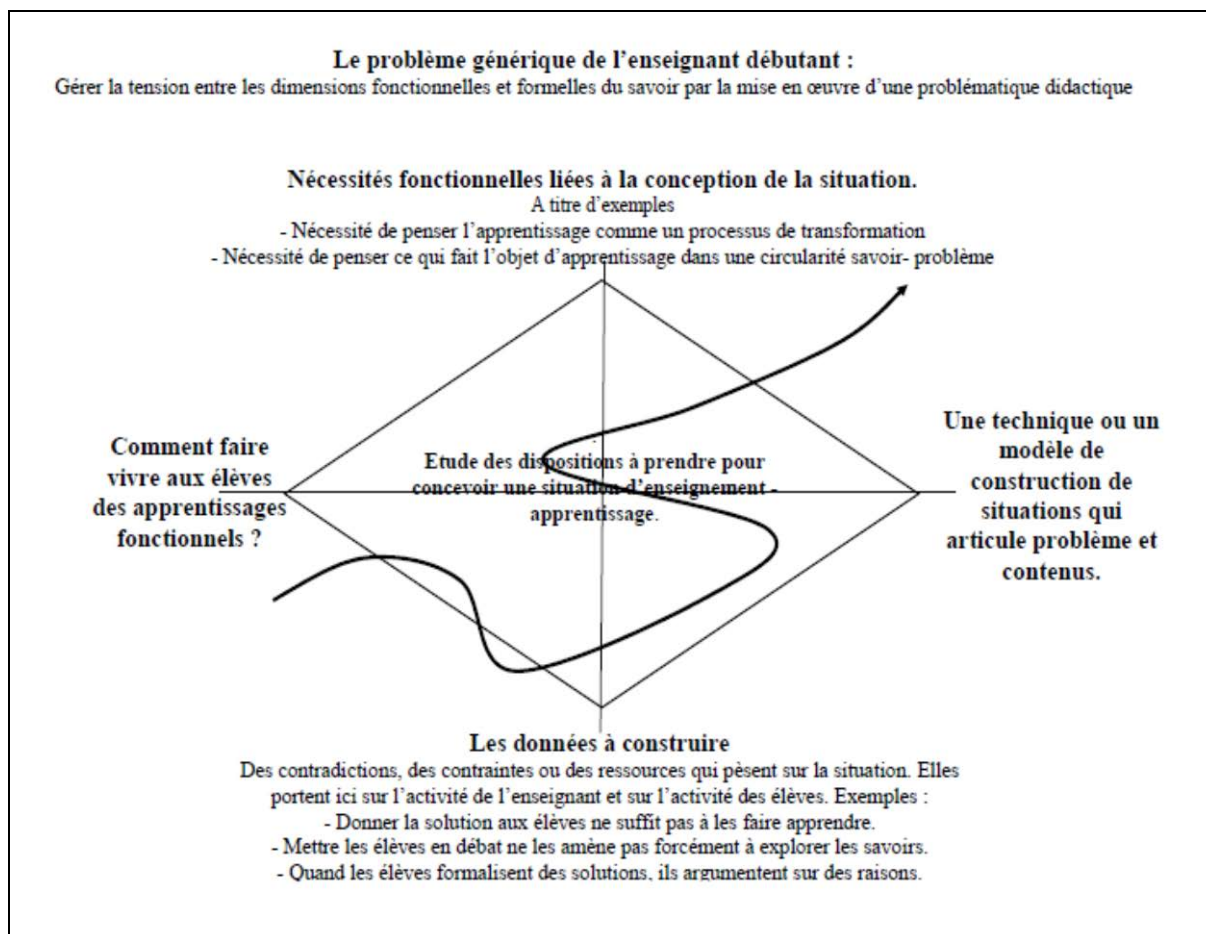 Le problème générique de l'enseignant débutant :
Gérer la tension entre les dimensions fonctionnelles et formelles du savoir par la mise en œuvre d'une problématique didactique
Nécessités fonctionnelles liées à la conception de la situation.
A titre d'exemples
- Nécessité de penser l'apprentissage comme un processus de transformation
- Nécessité de penser ce qui fait l'objet d'apprentissage dans une circularité savoir- problème
Comment faire
vivre aux élèves
des apprentissages
fonctionnels ?
Etude des dispositions à prendre pour
concevoir une situation d'enseignement -
apprentissage.
Une technique ou un
modèle de
construction de
situations qui
articule problème et
contenus.
Les données à construire
Des contradictions, des contraintes ou des ressources qui pèsent sur la situation. Elles
portent ici sur l'activité de l'enseignant et sur l'activité des élèves. Exemples :
- Donner la solution aux élèves ne suffit pas à les faire apprendre.
- Mettre les élèves en débat ne les amène pas forcément à explorer les savoirs.
- Quand les élèves formalisent des solutions, ils argumentent sur des raisons.